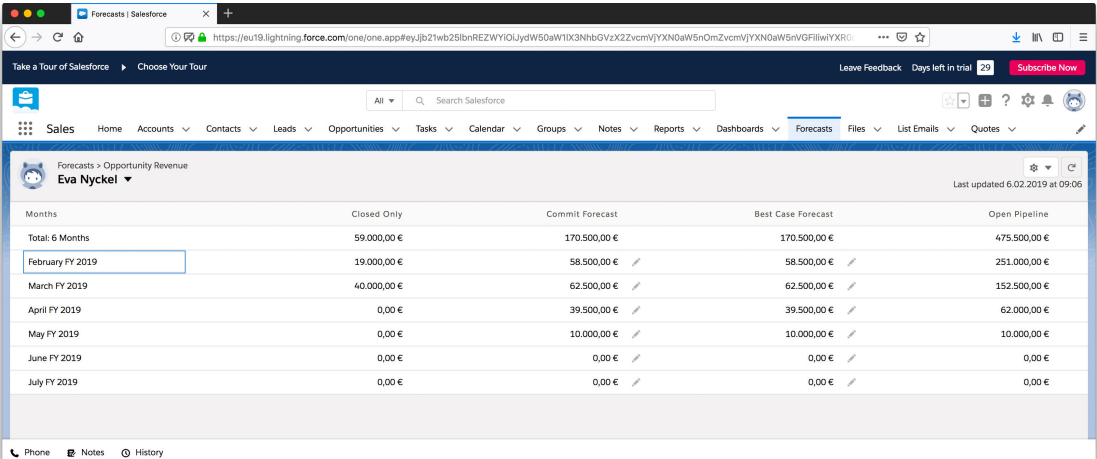 Forecasts | Salesforce
https://eu19.lightning.force.com/one/one.app#
Take a Tour of Salesforce Choose Your Tour Leave Feedback Days left in trial 29 Subscribe Now
All Search Salesforce
Sales Home Accounts Contacts Leads Opportunities Tasks Calendar Groups Notes Reports Dashboards Forecasts Files List Emails Quotes
Forecasts > Opportunity Revenue
Eva Nyckel
Last updated 6.02.2019 at 09:06
Months Closed Only Commit Forecast Best Case Forecast Open Pipeline
Total: 6 Months 59.000,00 € 170.500,00 € 170.500,00 € 475.500,00 €
February FY 2019 19.000,00 € 58.500,00 € 58.500,00 € 251.000,00 €
March FY 2019 40.000,00 € 62.500,00 € 62.500,00 € 152.500,00 €
April FY 2019 0,00 € 39.500,00 € 39.500,00 € 62.000,00 €
May FY 2019 0,00 € 10.000,00 € 10.000,00 € 10.000,00 €
June FY 2019 0,00 € 0,00 € 0,00 € 0,00 €
July FY 2019 0,00 € 0,00 € 0,00 € 0,00 €
Phone Notes History